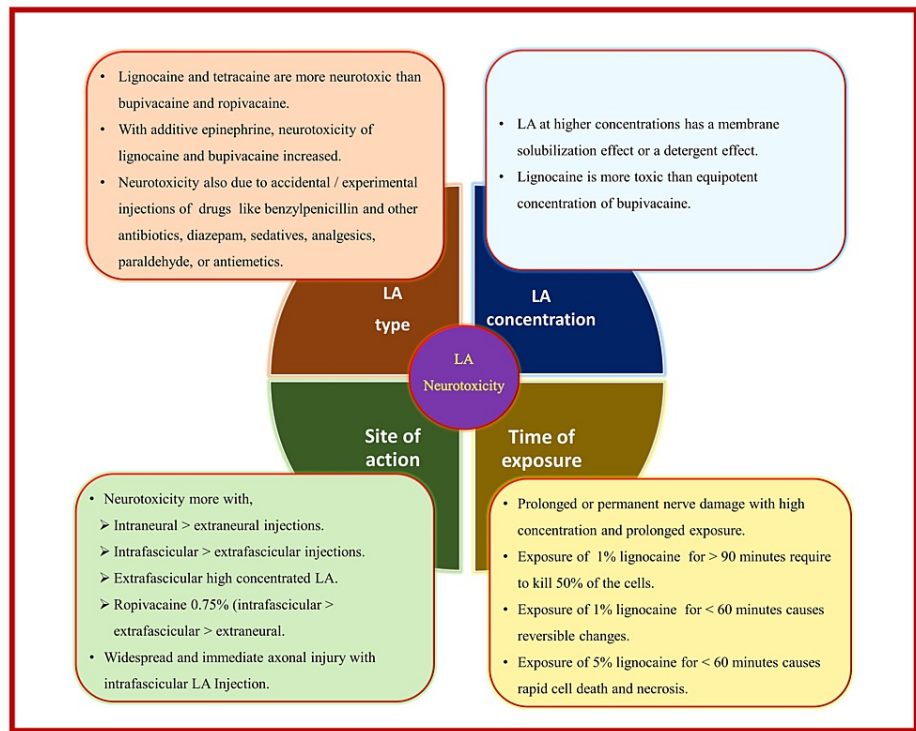 • Lignocaine and tetracaine are more neurotoxic than
bupivacaine and ropivacaine.
• With additive epinephrine, neurotoxicity of
lignocaine and bupivacaine increased.
• Neurotoxicity also due to accidental / experimental
injections of drugs like benzylpenicillin and other
antibiotics, diazepam, sedatives, analgesics,
paraldehyde, or antiemetics.
• LA at higher concentrations has a membrane
solubilization effect or a detergent effect.
• Lignocaine is more toxic than equipotent
concentration of bupivacaine.
LA
type
LA
concentration
LA
Neurotoxicity
Site of
action
Time of
exposure
• Neurotoxicity more with,
➢ Intraneural > extraneural injections.
➢ Intrafascicular > extrafascicular injections.
➢ Extrafascicular high concentrated LA.
➢ Ropivacaine 0.75% (intrafascicular >
extrafascicular > extraneural.
• Widespread and immediate axonal injury with
intrafascicular LA Injection.
• Prolonged or permanent nerve damage with high
concentration and prolonged exposure.
• Exposure of 1% lignocaine for > 90 minutes require
to kill 50% of the cells.
• Exposure of 1% lignocaine for < 60 minutes causes
reversible changes.
• Exposure of 5% lignocaine for < 60 minutes causes
rapid cell death and necrosis.